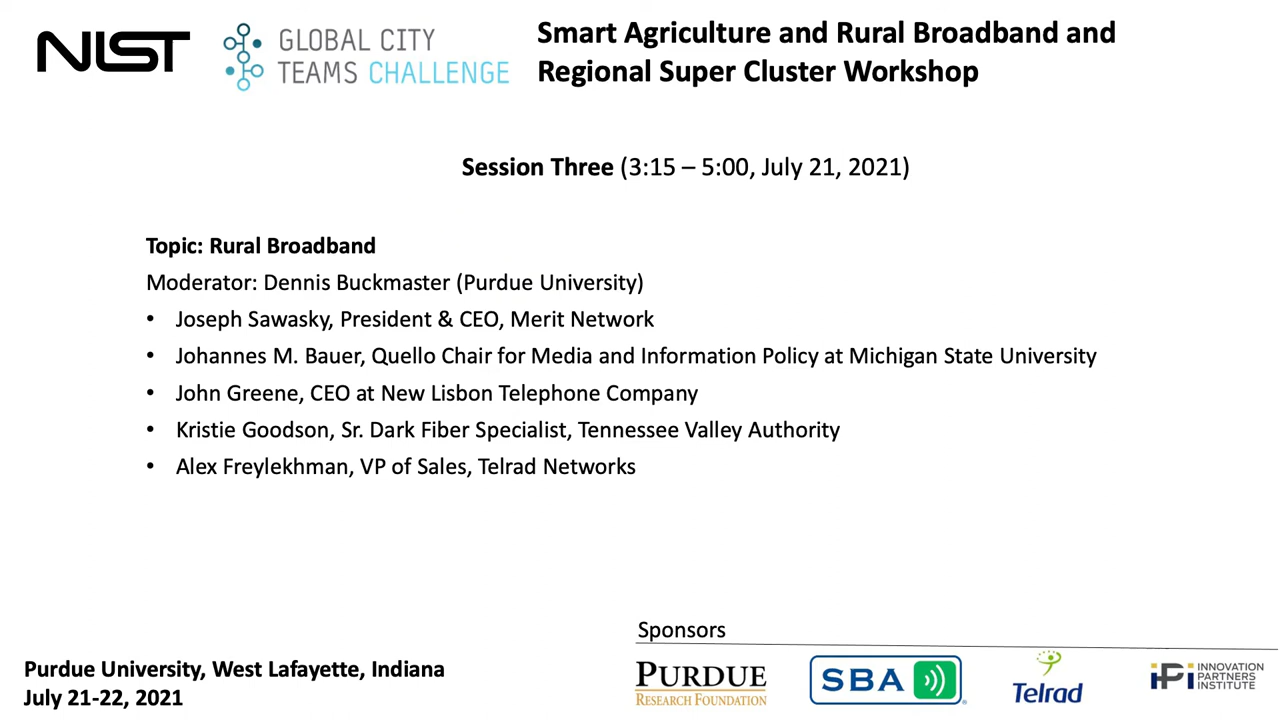 NIST
GLOBAL CITY
TEAMS CHALLENGE
Smart Agriculture and Rural Broadband and
Regional Super Cluster Workshop
Session Three (3:15 – 5:00, July 21, 2021)
Topic: Rural Broadband
Moderator: Dennis Buckmaster (Purdue University)
• Joseph Sawasky, President & CEO, Merit Network
• Johannes M. Bauer, Quello Chair for Media and Information Policy at Michigan State University
• John Greene, CEO at New Lisbon Telephone Company
• Kristie Goodson, Sr. Dark Fiber Specialist, Tennessee Valley Authority
• Alex Freylekhman, VP of Sales, Telrad Networks
Purdue University, West Lafayette, Indiana
July 21-22, 2021
Sponsors
PURDUE
RESEARCH FOUNDATION
SBA
Telrad
iPi
INNOVATION
PARTNERS
INSTITUTE